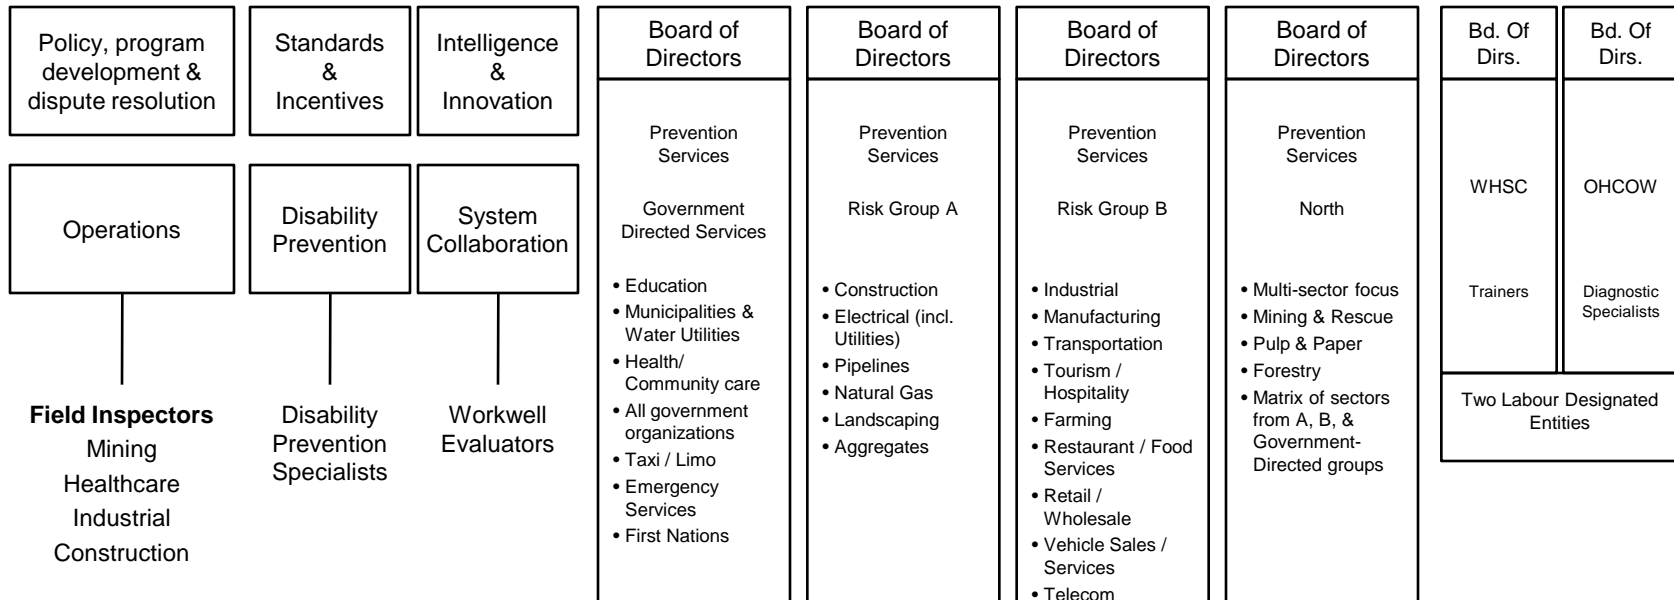 Policy, program
development &
dispute resolution
Operations
Field Inspectors
Mining
Healthcare
Industrial
Construction
Standards
&
Incentives
Disability
Prevention
Disability
Prevention
Specialists
Intelligence
&
Innovation
System
Collaboration
Workwell
Evaluators
Board of
Directors
Prevention
Services
Government
Directed Services
• Education
• Municipalities &
Water Utilities
• Health/
Community care
• All government
organizations
• Taxi / Limo
• Emergency
Services
• First Nations
Board of
Directors
Prevention
Services
Risk Group A
• Construction
• Electrical (incl.
Utilities)
• Pipelines
• Natural Gas
• Landscaping
• Aggregates
Board of
Directors
Prevention
Services
Risk Group B
• Industrial
• Manufacturing
• Transportation
• Tourism /
Hospitality
• Farming
• Restaurant / Food
Services
• Retail /
Wholesale
• Vehicle Sales /
Services
• Telecom
Board of
Directors
Prevention
Services
North
• Multi-sector focus
• Mining & Rescue
• Pulp & Paper
• Forestry
• Matrix of sectors
from A, B, &
Government-
Directed groups
Bd. Of
Dirs.
WHSC
Trainers
Bd. Of
Dirs.
OHCOW
Diagnostic
Specialists
Two Labour Designated
Entities